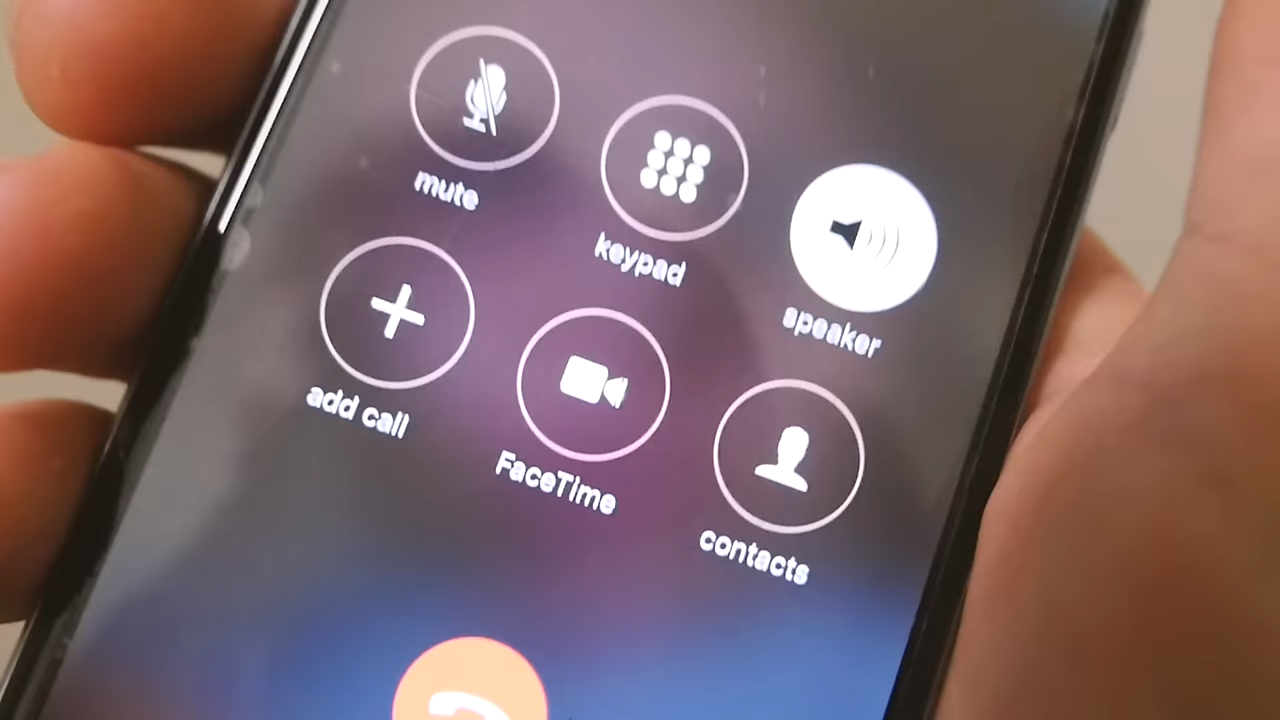 mute
keypad
speaker
add call
FaceTime
contacts